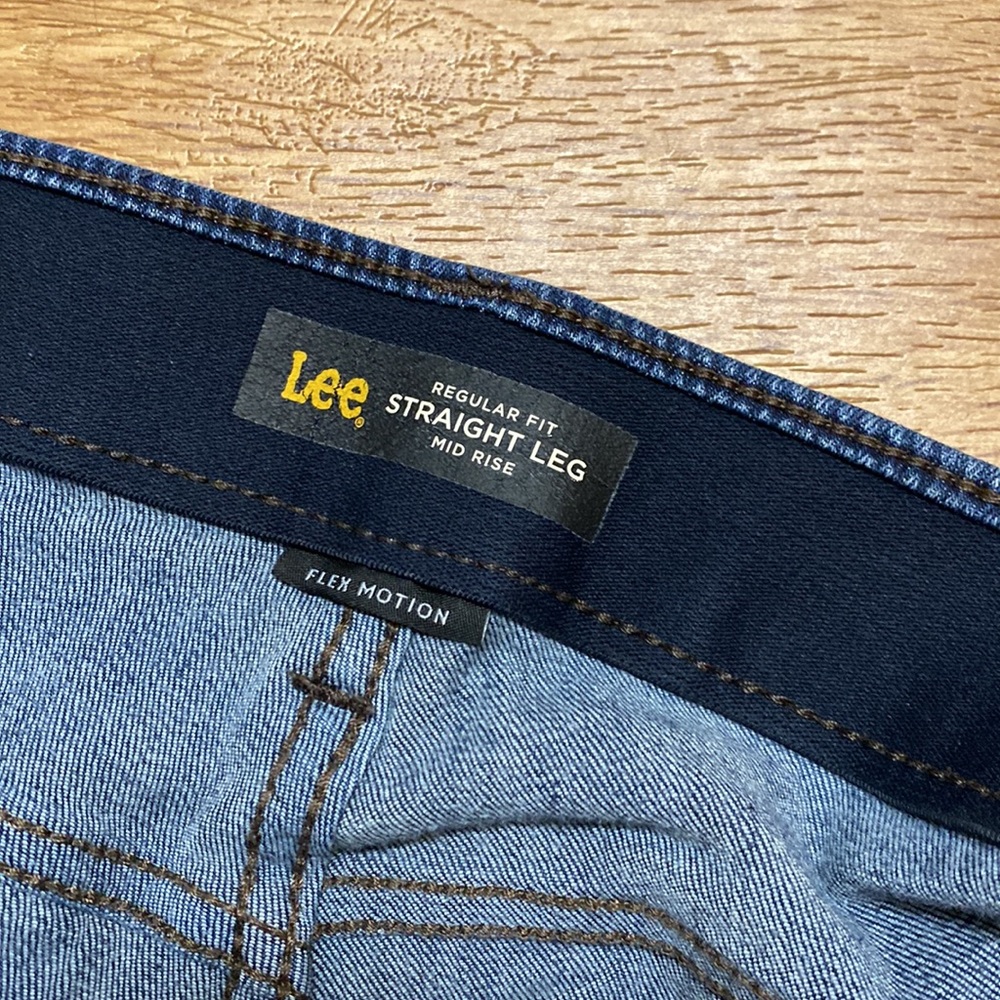 Lee®
REGULAR FIT
STRAIGHT LEG
MID RISE
FLEX MOTION